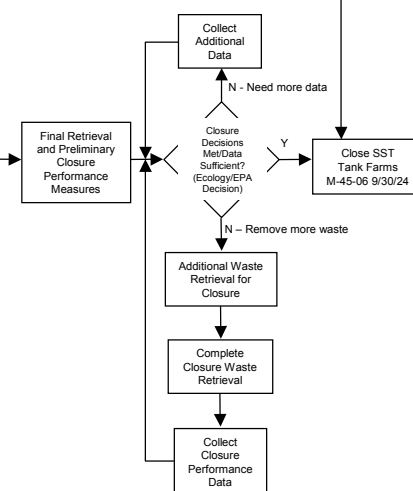 Collect
Additional
Data
N - Need more data
Final Retrieval
and Preliminary
Closure
Performance
Measures
Closure
Decisions
Met/Data
Sufficient?
(Ecology/EPA
Decision)
Y
Close SST
Tank Farms
M-45-06 9/30/24
N – Remove more waste
Additional Waste
Retrieval for
Closure
Complete
Closure Waste
Retrieval
Collect
Closure
Performance
Data